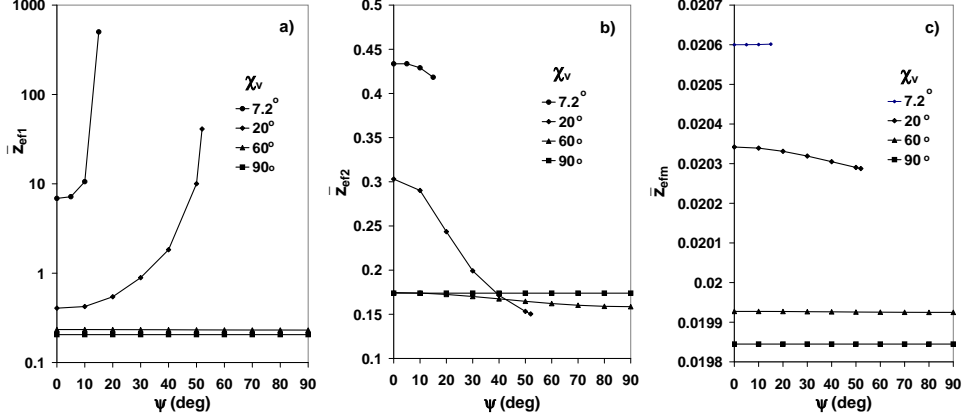 a)
1000
100
10
1
0.1
z̄ef1
χv
7.2°
20°
60°
90°
0 10 20 30 40 50 60 70 80 90
ψ (deg)
b)
0.5
0.45
0.4
0.35
0.3
0.25
0.2
0.15
0.1
z̄ef2
χv
7.2°
20°
60°
90°
0 10 20 30 40 50 60 70 80 90
ψ (deg)
c)
0.0207
0.0206
0.0205
0.0204
0.0203
0.0202
0.0201
0.02
0.0199
0.0198
z̄efm
χv
7.2°
20°
60°
90°
0 10 20 30 40 50 60 70 80 90
ψ (deg)